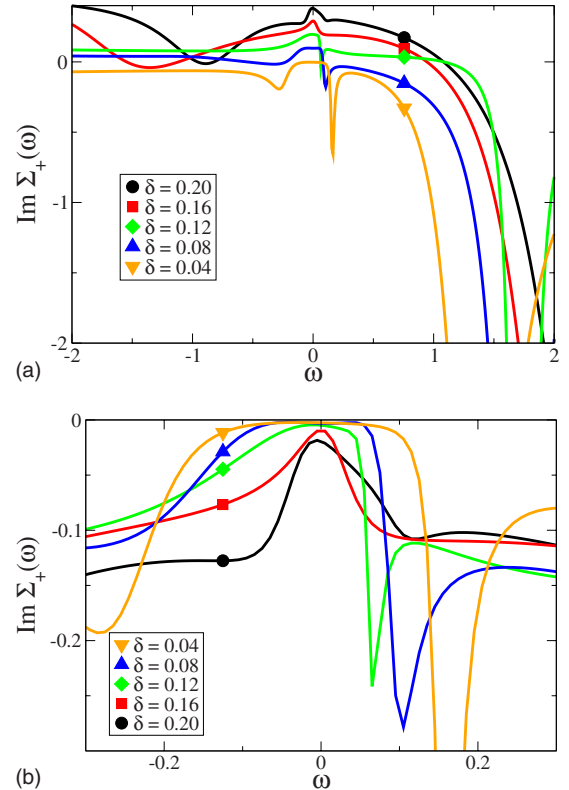 0
-1
-2
-2
-1
0
1
2
ω
Im Σ+(ω)
δ = 0.20
δ = 0.16
δ = 0.12
δ = 0.08
δ = 0.04
(a)
0
-0.1
-0.2
-0.2
0
0.2
ω
Im Σ+(ω)
δ = 0.04
δ = 0.08
δ = 0.12
δ = 0.16
δ = 0.20
(b)